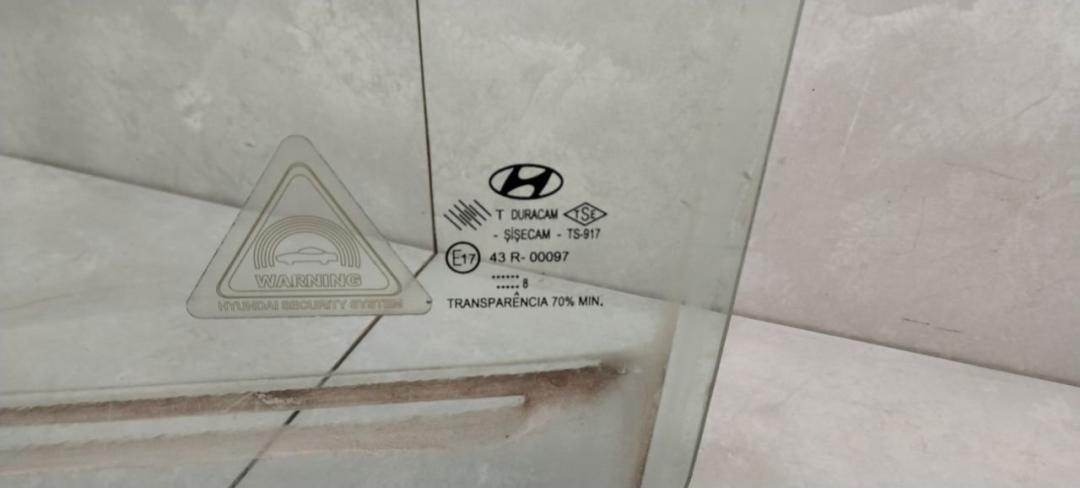 T DURACAM TSE
- ŞİŞECAM - TS-917
E17 43 R- 00097
......
..... 8
TRANSPARÊNCIA 70% MIN.
WARNING
HYUNDAI SECURITY SYSTEM